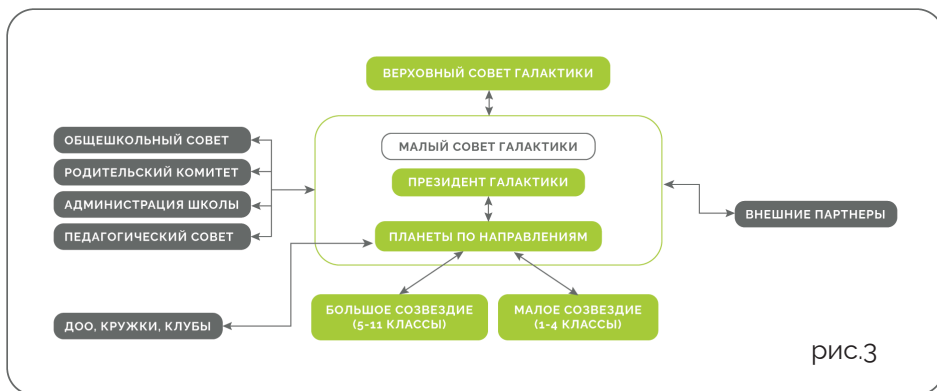 ВЕРХОВНЫЙ СОВЕТ ГАЛАКТИКИ
МАЛЫЙ СОВЕТ ГАЛАКТИКИ
ПРЕЗИДЕНТ ГАЛАКТИКИ
ПЛАНЕТЫ ПО НАПРАВЛЕНИЯМ
ОБЩЕШКОЛЬНЫЙ СОВЕТ
РОДИТЕЛЬСКИЙ КОМИТЕТ
АДМИНИСТРАЦИЯ ШКОЛЫ
ПЕДАГОГИЧЕСКИЙ СОВЕТ
ВНЕШНИЕ ПАРТНЕРЫ
ДОО, КРУЖКИ, КЛУБЫ
БОЛЬШОЕ СОЗВЕЗДИЕ
(5-11 КЛАССЫ)
МАЛОЕ СОЗВЕЗДИЕ
(1-4 КЛАССЫ)
рис.3